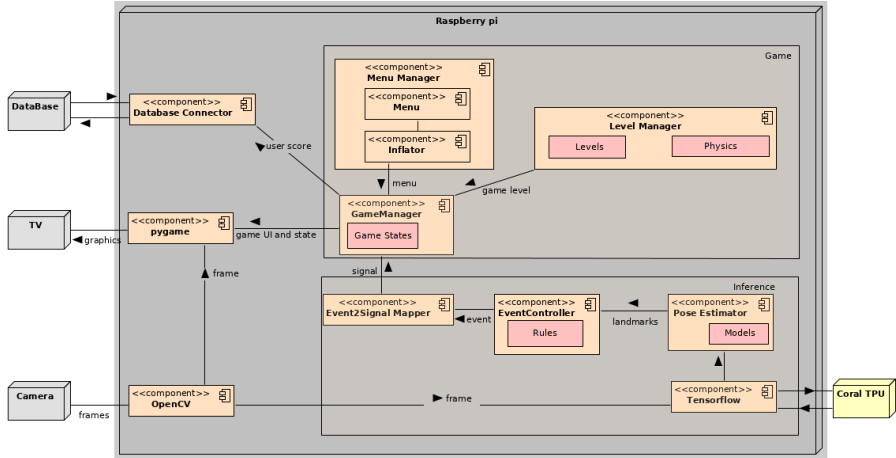 Raspberry pi
Game
<<component>>
Menu Manager
<<component>>
Menu
<<component>>
Inflator
<<component>>
Level Manager
Levels
Physics
DataBase
<<component>>
Database Connector
user score
menu
game level
<<component>>
GameManager
Game States
TV
graphics
<<component>>
pygame
game UI and state
frame
signal
Inference
<<component>>
Event2Signal Mapper
event
<<component>>
EventController
Rules
landmarks
<<component>>
Pose Estimator
Models
Camera
frames
<<component>>
OpenCV
frame
<<component>>
Tensorflow
Coral TPU